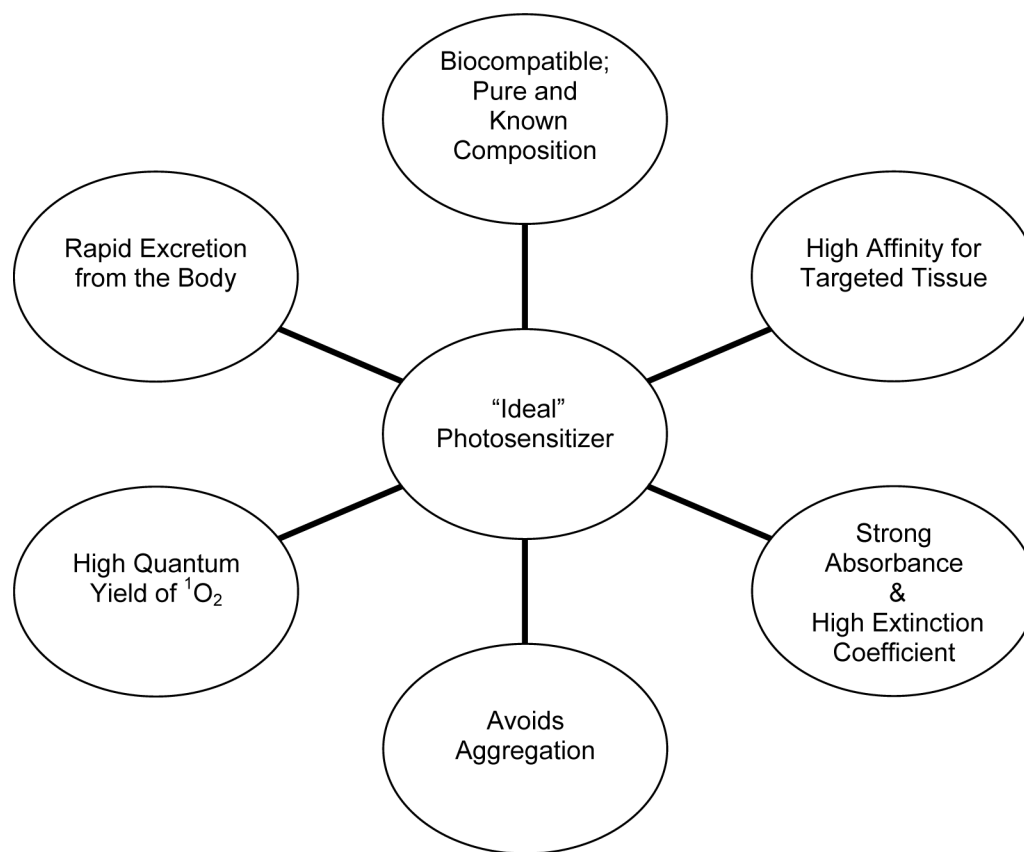 Biocompatible;
Pure and
Known
Composition
Rapid Excretion
from the Body
High Affinity for
Targeted Tissue
“Ideal”
Photosensitizer
High Quantum
Yield of ¹O₂
Strong
Absorbance
&
High Extinction
Coefficient
Avoids
Aggregation